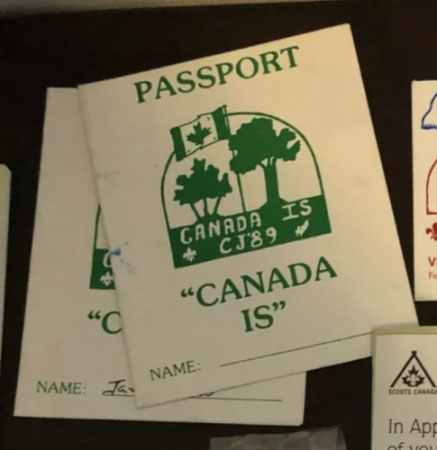 PASSPORT
CANADA IS
CJ'89
"CANADA
IS"
NAME:
"C
NAME:
SCOUTS CANADA
In App
of you